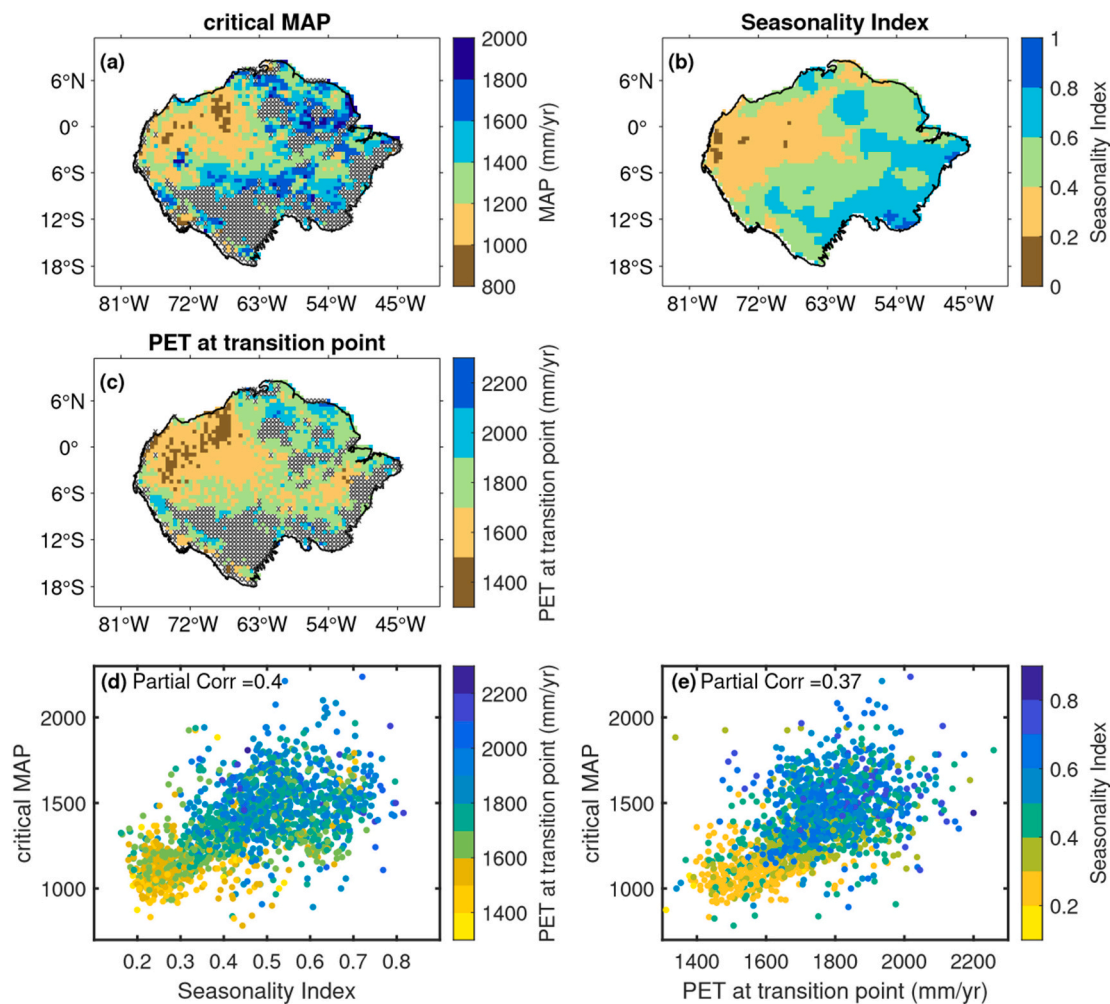 critical MAP
(a)
6°N
0°
6°S
12°S
18°S
81°W 72°W 63°W 54°W 45°W
2000
1800
1600
1400
1200
1000
800
MAP (mm/yr)
Seasonality Index
(b)
6°N
0°
6°S
12°S
18°S
81°W 72°W 63°W 54°W 45°W
1
0.8
0.6
0.4
0.2
0
Seasonality Index
PET at transition point
(c)
6°N
0°
6°S
12°S
18°S
81°W 72°W 63°W 54°W 45°W
2200
2000
1800
1600
1400
PET at transition point (mm/yr)
(d) Partial Corr =0.4
2000
1500
1000
critical MAP
0.2 0.3 0.4 0.5 0.6 0.7 0.8
Seasonality Index
2200
2000
1800
1600
1400
PET at transition point (mm/yr)
(e) Partial Corr =0.37
2000
1500
1000
critical MAP
1400 1600 1800 2000 2200
PET at transition point (mm/yr)
0.8
0.6
0.4
0.2
Seasonality Index